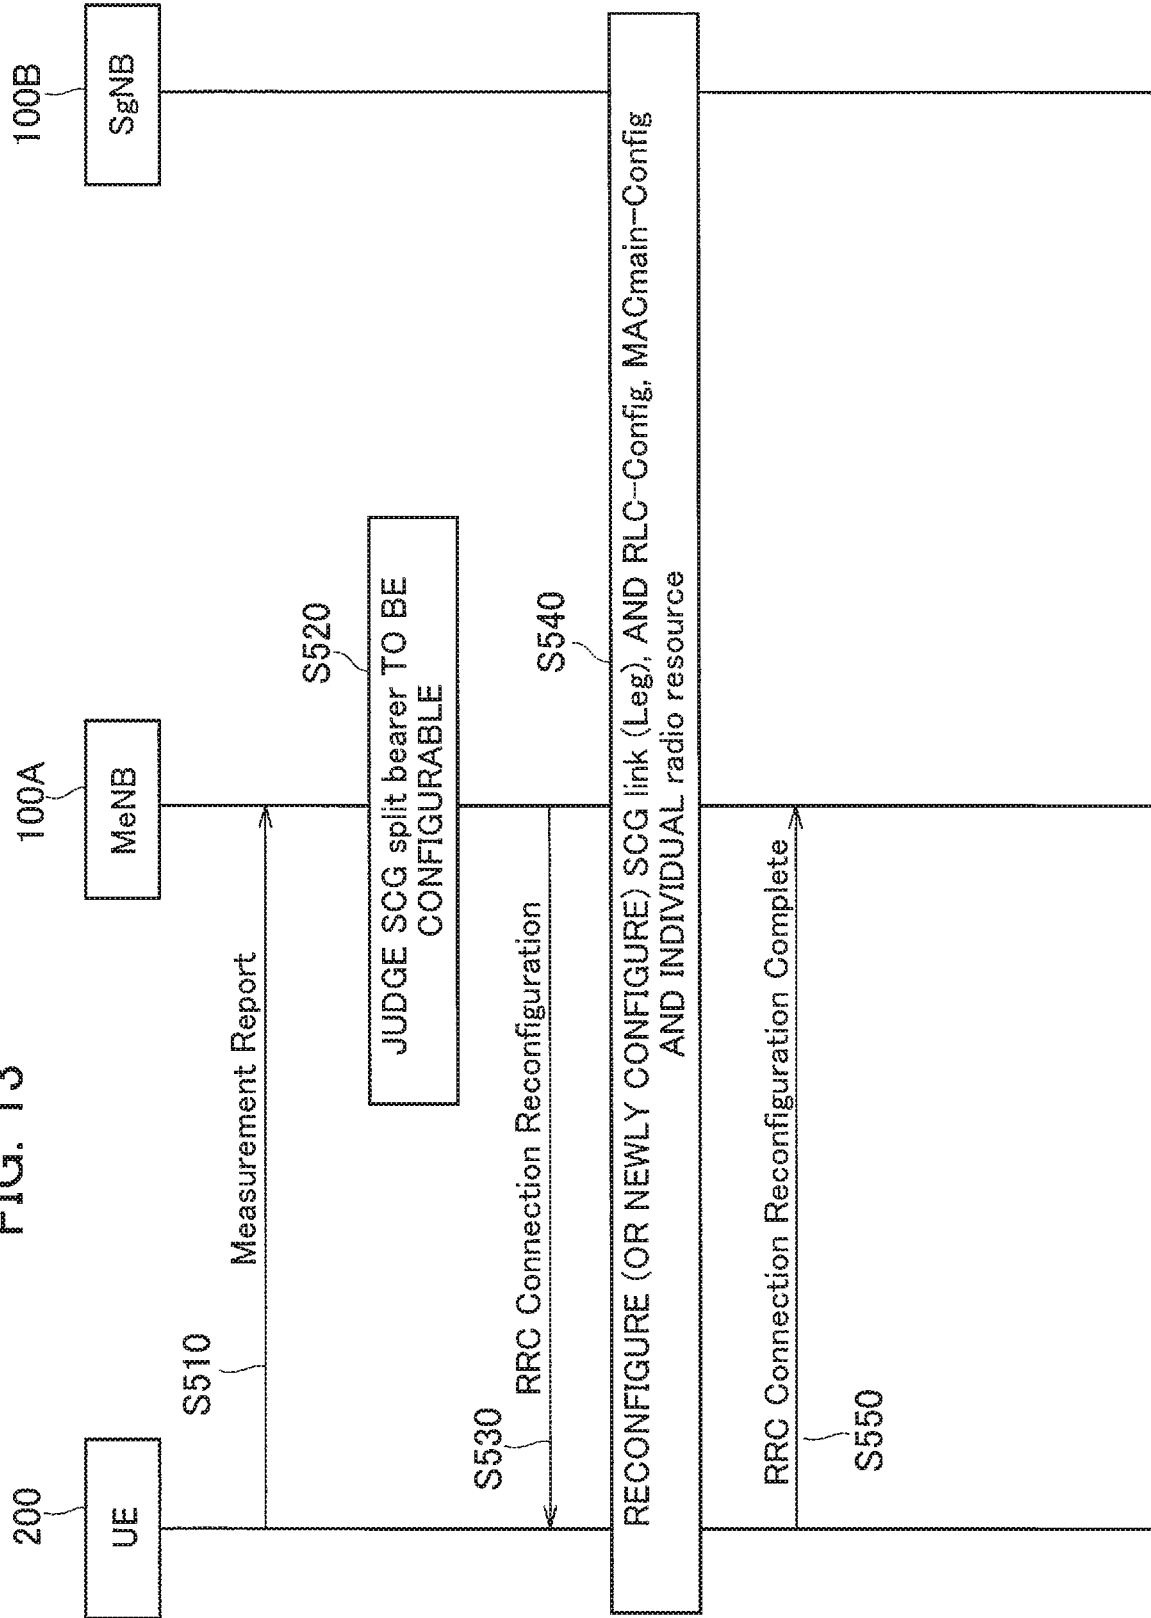 FIG. 13
200
UE
100A
MeNB
100B
SgNB
S510
Measurement Report
S520
JUDGE SCG split bearer TO BE
CONFIGURABLE
S530
RRC Connection Reconfiguration
S540
RECONFIGURE (OR NEWLY CONFIGURE) SCG link (Leg), AND RLC-Config, MACmain-Config
AND INDIVIDUAL radio resource
RRC Connection Reconfiguration Complete
S550